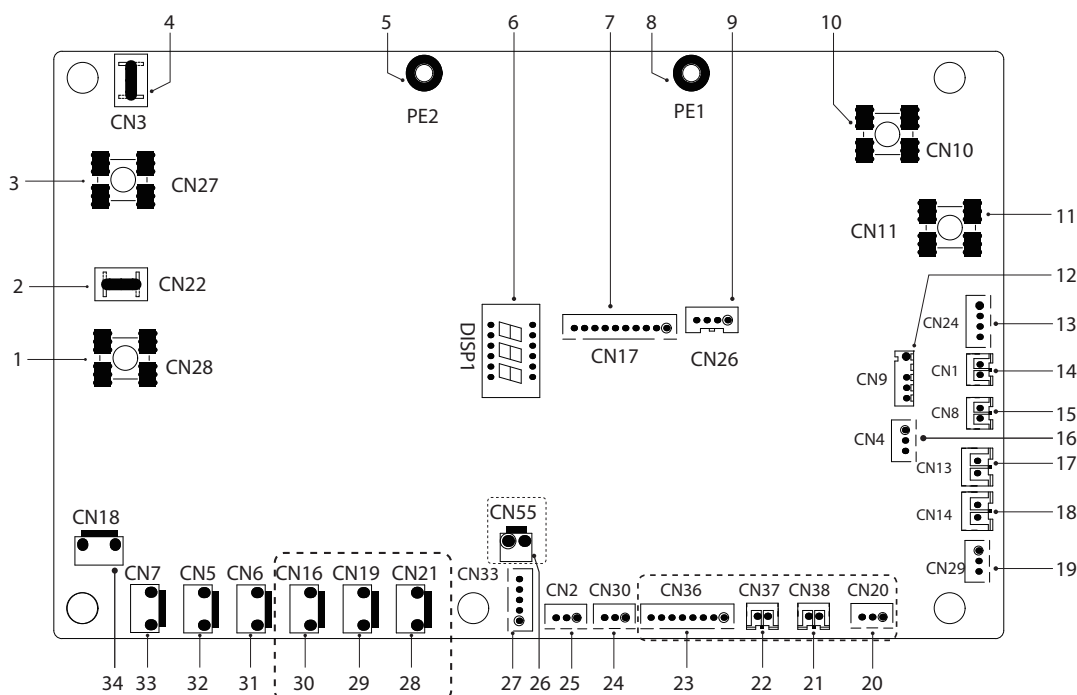 4 5 6 7 8 9 10
CN3 PE2 PE1
CN10
3 CN27
CN11 11
12
2 CN22
CN24 13
DISP1
CN17 CN26
1 CN28
CN9 CN1 14
CN8 15
CN4 16
CN13 17
CN18 CN55 CN14 18
CN7 CN5 CN6 CN16 CN19 CN21 CN33 CN2 CN30 CN36 CN37 CN38 CN20 CN29 19
34 33 32 31 30 29 28 27 26 25 24 23 22 21 20